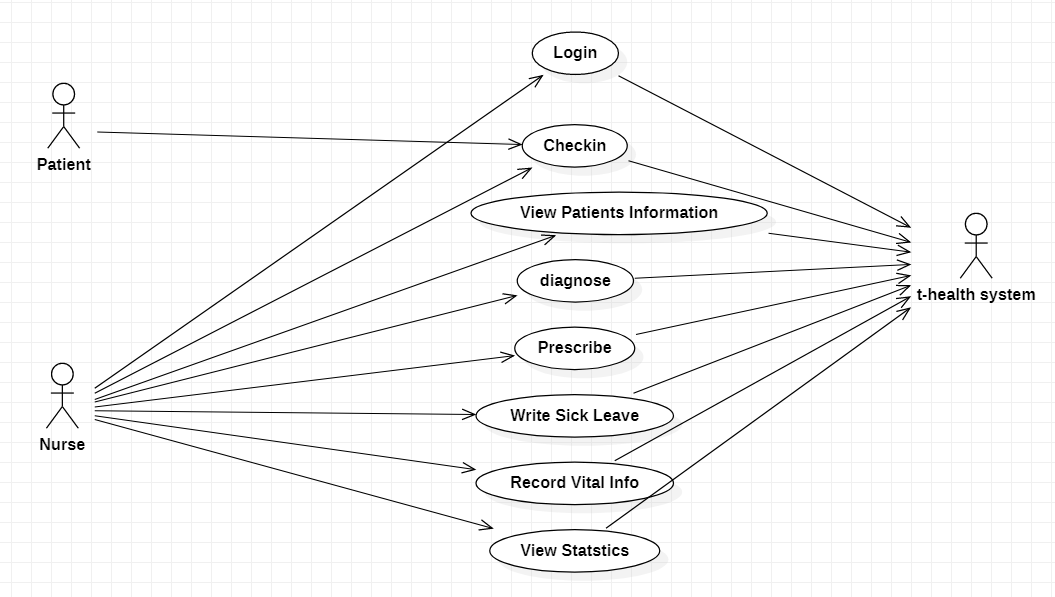 Login
Patient
Checkin
View Patients Information
diagnose
t-health system
Prescribe
Write Sick Leave
Nurse
Record Vital Info
View Statstics